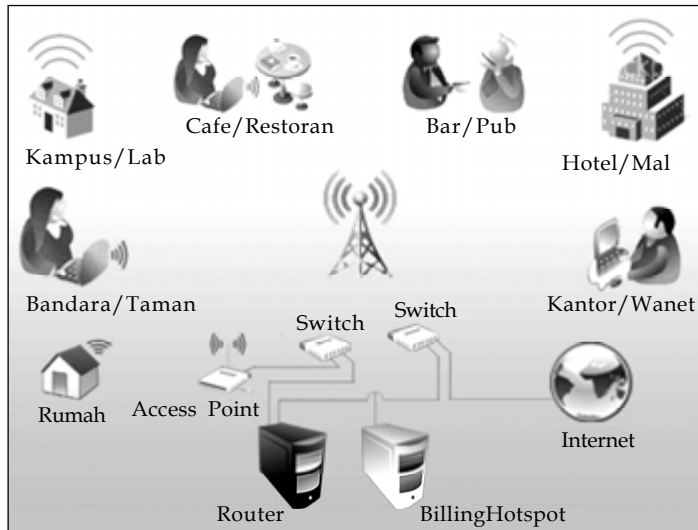 Cafe/Restoran
Bar/Pub
Kampus/Lab
Hotel/Mal
Bandara/Taman
Kantor/Wanet
Switch
Switch
Rumah
Access Point
Internet
Router
BillingHotspot